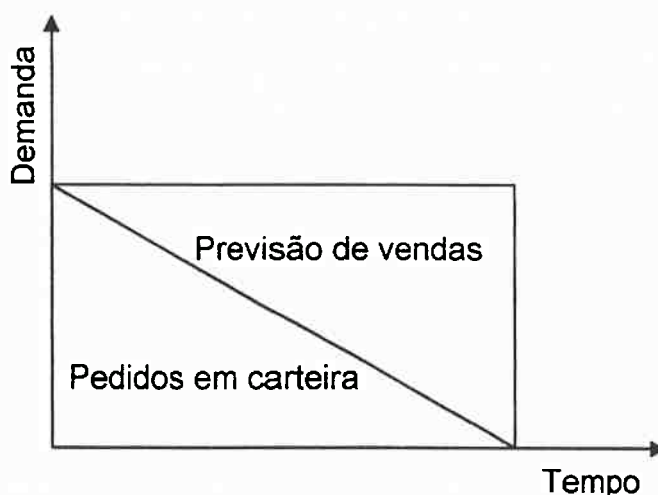 Demanda
Previsão de vendas
Pedidos em carteira
Tempo